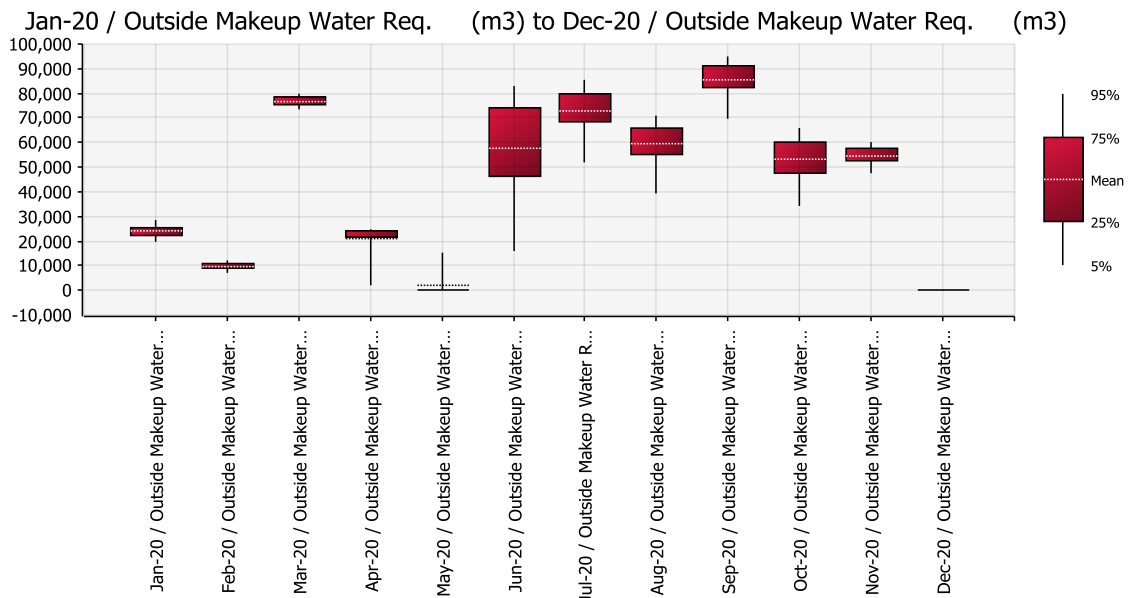 Jan-20 / Outside Makeup Water Req. (m3) to Dec-20 / Outside Makeup Water Req. (m3)
100,000
90,000
80,000
70,000
60,000
50,000
40,000
30,000
20,000
10,000
0
-10,000
Jan-20 / Outside Makeup Water...
Feb-20 / Outside Makeup Water...
Mar-20 / Outside Makeup Water...
Apr-20 / Outside Makeup Water...
May-20 / Outside Makeup Water...
Jun-20 / Outside Makeup Water...
Jul-20 / Outside Makeup Water R...
Aug-20 / Outside Makeup Water...
Sep-20 / Outside Makeup Water...
Oct-20 / Outside Makeup Water...
Nov-20 / Outside Makeup Water...
Dec-20 / Outside Makeup Water...
95%
75%
Mean
25%
5%